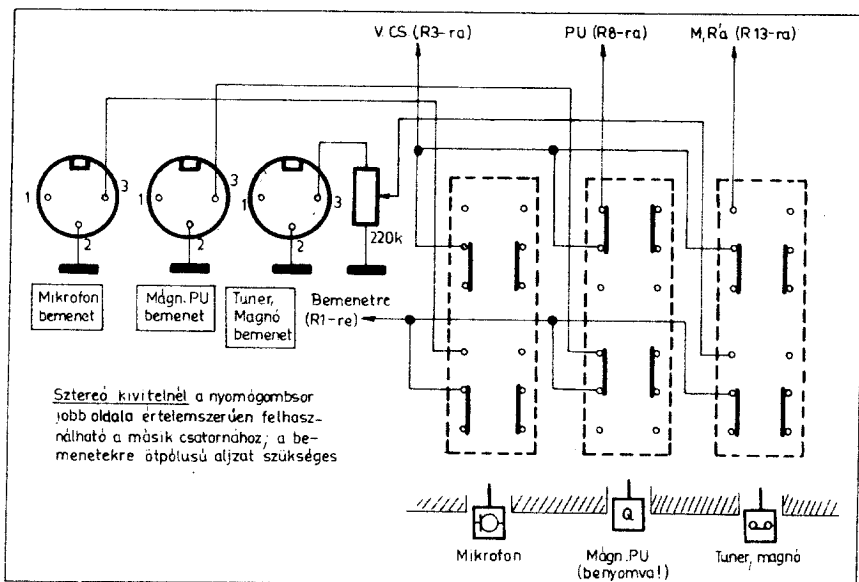 V. CS (R3-ra)
PU (R8-ra)
M, Rá (R13-ra)
1
3
2
1
3
2
1
3
2
220k
Mikrofon
bemenet
Mágn. PU
bemenet
Tuner,
Magnó
bemenet
Bemenetre
(R1-re)
Sztereó kivitelnél a nyomógombsor
jobb oldala értelemszerűen felhasz-
nálható a másik csatornához; a be-
menetekre ötpólusú aljzat szükséges
Q
Mikrofon
Mágn. PU
(benyomva!)
Tuner, magnó